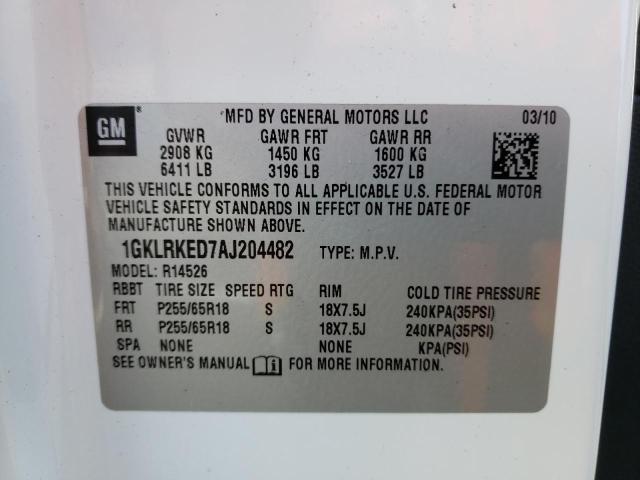 GM ® MFD BY GENERAL MOTORS LLC 03/10
GVWR GAWR FRT GAWR RR
2908 KG 1450 KG 1600 KG
6411 LB 3196 LB 3527 LB
THIS VEHICLE CONFORMS TO ALL APPLICABLE U.S. FEDERAL MOTOR
VEHICLE SAFETY STANDARDS IN EFFECT ON THE DATE OF
MANUFACTURE SHOWN ABOVE.
1GKLRKED7AJ204482 TYPE: M.P.V.
MODEL: R14526
RBBT TIRE SIZE SPEED RTG RIM COLD TIRE PRESSURE
FRT P255/65R18 S 18X7.5J 240KPA(35PSI)
RR P255/65R18 S 18X7.5J 240KPA(35PSI)
SPA NONE NONE KPA(PSI)
SEE OWNER'S MANUAL FOR MORE INFORMATION.